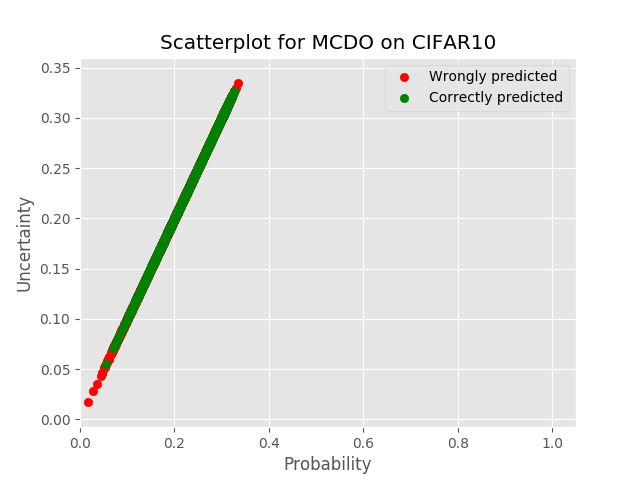 Scatterplot for MCDO on CIFAR10
Wrongly predicted
Correctly predicted
0.35
0.30
0.25
0.20
0.15
0.10
0.05
0.00
Uncertainty
0.0 0.2 0.4 0.6 0.8 1.0
Probability